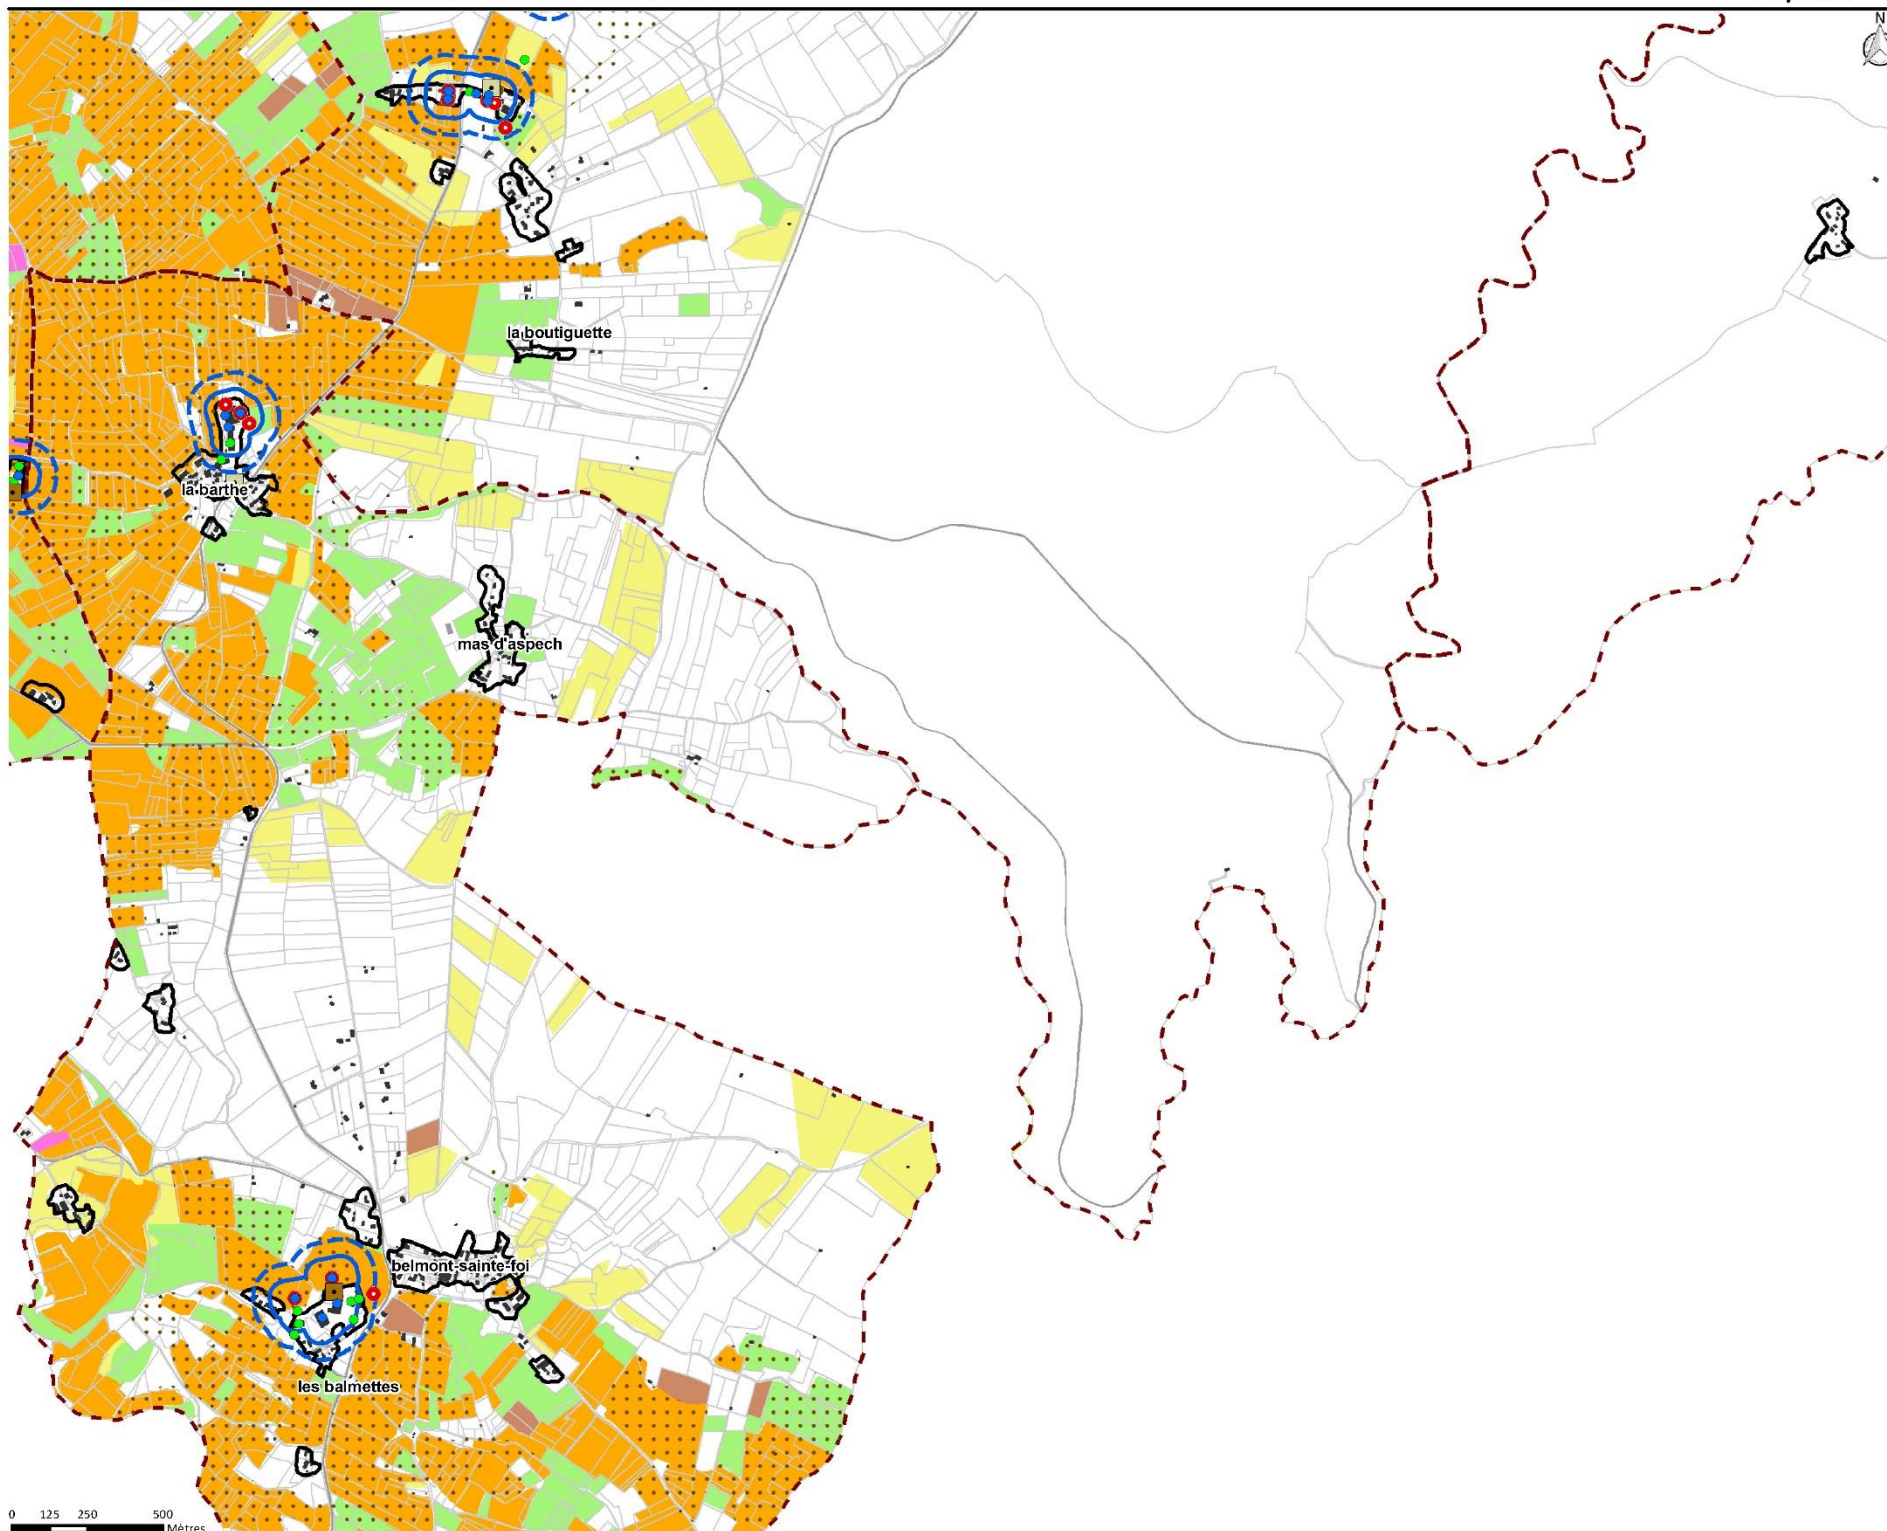 N
la boutiguette
la barthe
mas d'aspech
belmont-sainte-foi
les balmettes
0 125 250 500
Mètres